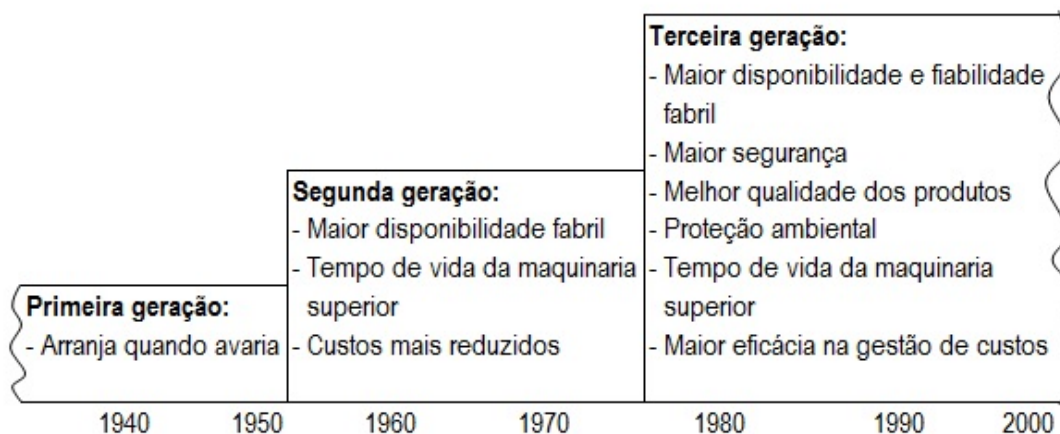 Primeira geração:
- Arranja quando avaria
Segunda geração:
- Maior disponibilidade fabril
- Tempo de vida da maquinaria
superior
- Custos mais reduzidos
Terceira geração:
- Maior disponibilidade e fiabilidade
fabril
- Maior segurança
- Melhor qualidade dos produtos
- Proteção ambiental
- Tempo de vida da maquinaria
superior
- Maior eficácia na gestão de custos
1940 1950 1960 1970 1980 1990 2000